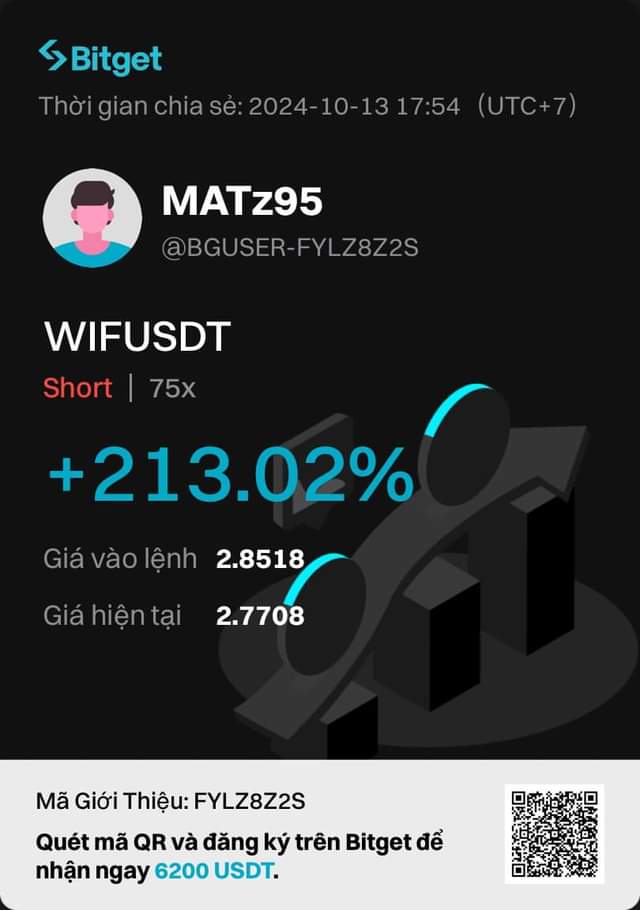 Bitget
Thời gian chia sẻ: 2024-10-13 17:54（UTC+7）
MATz95
@BGUSER-FYLZ8Z2S
WIFUSDT
Short | 75x
+213.02%
Giá vào lệnh 2.8518
Giá hiện tại 2.7708
Mã Giới Thiệu: FYLZ8Z2S
Quét mã QR và đăng ký trên Bitget để
nhận ngay 6200 USDT.